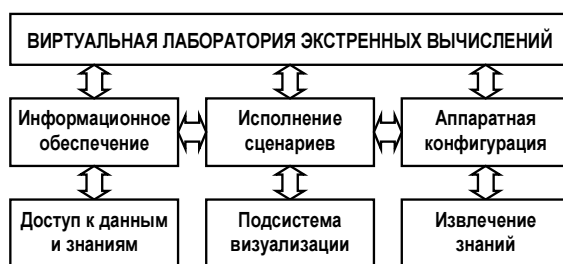 ВИРТУАЛЬНАЯ ЛАБОРАТОРИЯ ЭКСТРЕННЫХ ВЫЧИСЛЕНИЙ
Информационное
обеспечение
Исполнение
сценариев
Аппаратная
конфигурация
Доступ к данным
и знаниям
Подсистема
визуализации
Извлечение
знаний